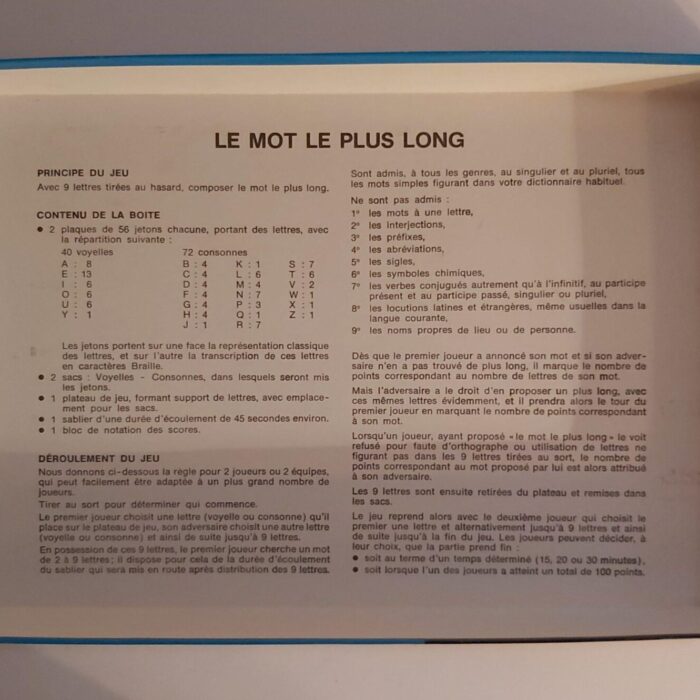 LE MOT LE PLUS LONG
PRINCIPE DU JEU
Avec 9 lettres tirées au hasard, composer le mot le plus long.
CONTENU DE LA BOITE
● 2 plaques de 56 jetons chacune, portant des lettres, avec
la répartition suivante :
40 voyelles 72 consonnes
A : 8 B : 4 K : 1 S : 7
E : 13 C : 4 L : 6 T : 6
I : 6 D : 4 M : 4 V : 2
O : 6 F : 4 N : 7 W : 1
U : 6 G : 4 P : 3 X : 1
Y : 1 H : 4 Q : 1 Z : 1
J : 1 R : 7
Les jetons portent sur une face la représentation classique
des lettres, et sur l'autre la transcription de ces lettres
en caractères Braille.
● 2 sacs : Voyelles - Consonnes, dans lesquels seront mis
les jetons.
● 1 plateau de jeu, formant support de lettres, avec emplace-
ment pour les sacs.
● 1 sablier d'une durée d'écoulement de 45 secondes environ.
● 1 bloc de notation des scores.
DÉROULEMENT DU JEU
Nous donnons ci-dessous la règle pour 2 joueurs ou 2 équipes,
qui peut facilement être adaptée à un plus grand nombre de
joueurs.
Tirer au sort pour déterminer qui commence.
Le premier joueur choisit une lettre (voyelle ou consonne) qu'il
place sur le plateau de jeu, son adversaire choisit une autre lettre
(voyelle ou consonne) et ainsi de suite jusqu'à 9 lettres.
En possession de ces 9 lettres, le premier joueur cherche un mot
de 2 à 9 lettres ; il dispose pour cela de la durée d'écoulement
du sablier qui sera mis en route après distribution des 9 lettres.
Sont admis, à tous les genres, au singulier et au pluriel, tous
les mots simples figurant dans votre dictionnaire habituel.
Ne sont pas admis :
1° les mots à une lettre,
2° les interjections,
3° les préfixes,
4° les abréviations,
5° les sigles,
6° les symboles chimiques,
7° les verbes conjugués autrement qu'à l'infinitif, au participe
présent et au participe passé, singulier ou pluriel,
8° les locutions latines et étrangères, même usuelles dans la
langue courante,
9° les noms propres de lieu ou de personne.
Dès que le premier joueur a annoncé son mot et si son adver-
saire n'en a pas trouvé de plus long, il marque le nombre de
points correspondant au nombre de lettres de son mot.
Mais l'adversaire a le droit d'en proposer un plus long, avec
ces mêmes lettres évidemment, et il prendra alors le tour du
premier joueur en marquant le nombre de points correspondant
à son mot.
Lorsqu'un joueur, ayant proposé « le mot le plus long » le voit
refusé pour faute d'orthographe ou utilisation de lettres ne
figurant pas dans les 9 lettres tirées au sort, le nombre de
points correspondant au mot proposé par lui est alors attribué
à son adversaire.
Les 9 lettres sont ensuite retirées du plateau et remises dans
les sacs.
Le jeu reprend alors avec le deuxième joueur qui choisit le
premier une lettre et alternativement jusqu'à 9 lettres et ainsi
de suite jusqu'à la fin du jeu. Les joueurs peuvent décider, à
leur choix, que la partie prend fin :
● soit au terme d'un temps déterminé (15, 20 ou 30 minutes),
● soit lorsque l'un des joueurs a atteint un total de 100 points.